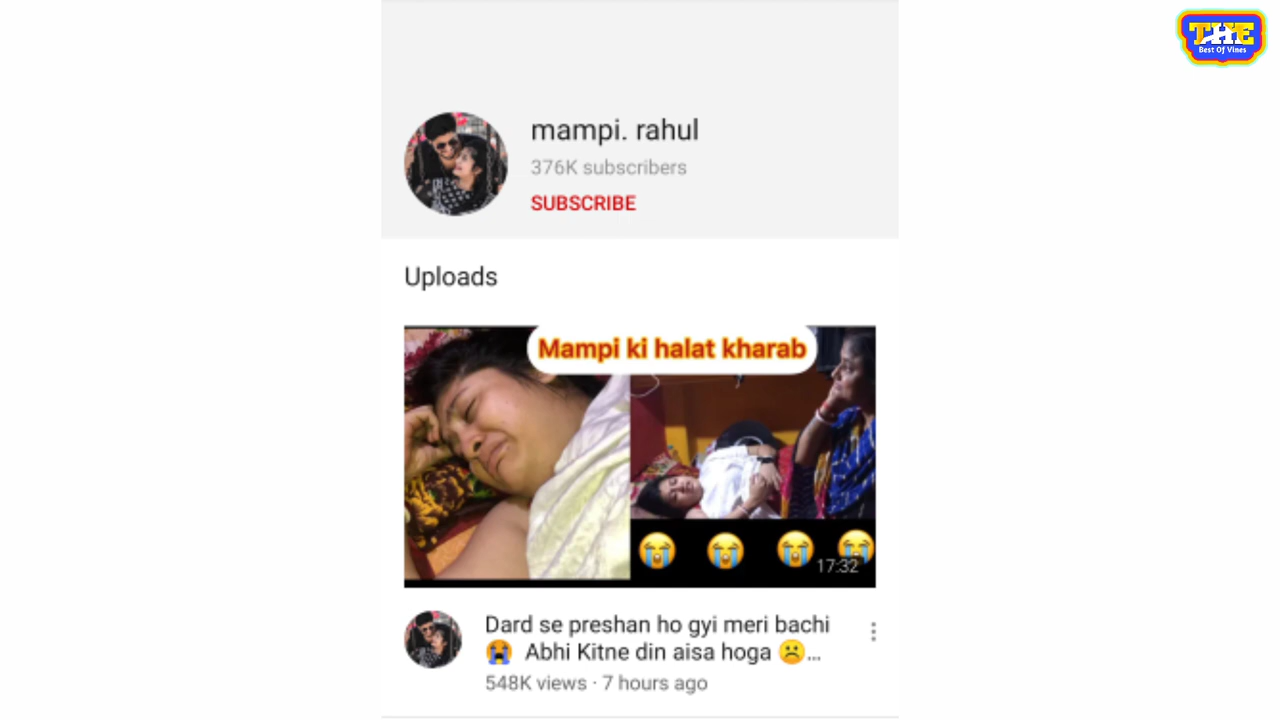 THE
Best Of Vines
mampi. rahul
376K subscribers
SUBSCRIBE
Uploads
Mampi ki halat kharab
17:32
Dard se preshan ho gyi meri bachi
😭 Abhi Kitne din aisa hoga ☹️...
548K views · 7 hours ago